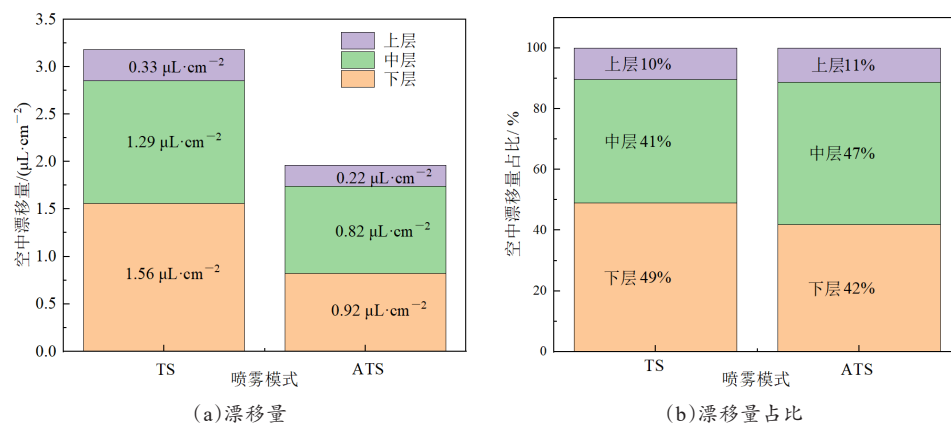 3.5
3.0
2.5
2.0
1.5
1.0
0.5
0.0
空中漂移量/(μL·cm⁻²)
上层
中层
下层
0.33 μL·cm⁻²
1.29 μL·cm⁻²
1.56 μL·cm⁻²
0.22 μL·cm⁻²
0.82 μL·cm⁻²
0.92 μL·cm⁻²
TS
ATS
喷雾模式
(a)漂移量
100
80
60
40
20
0
空中漂移量占比/%
上层10%
中层41%
下层49%
上层11%
中层47%
下层42%
TS
ATS
喷雾模式
(b)漂移量占比